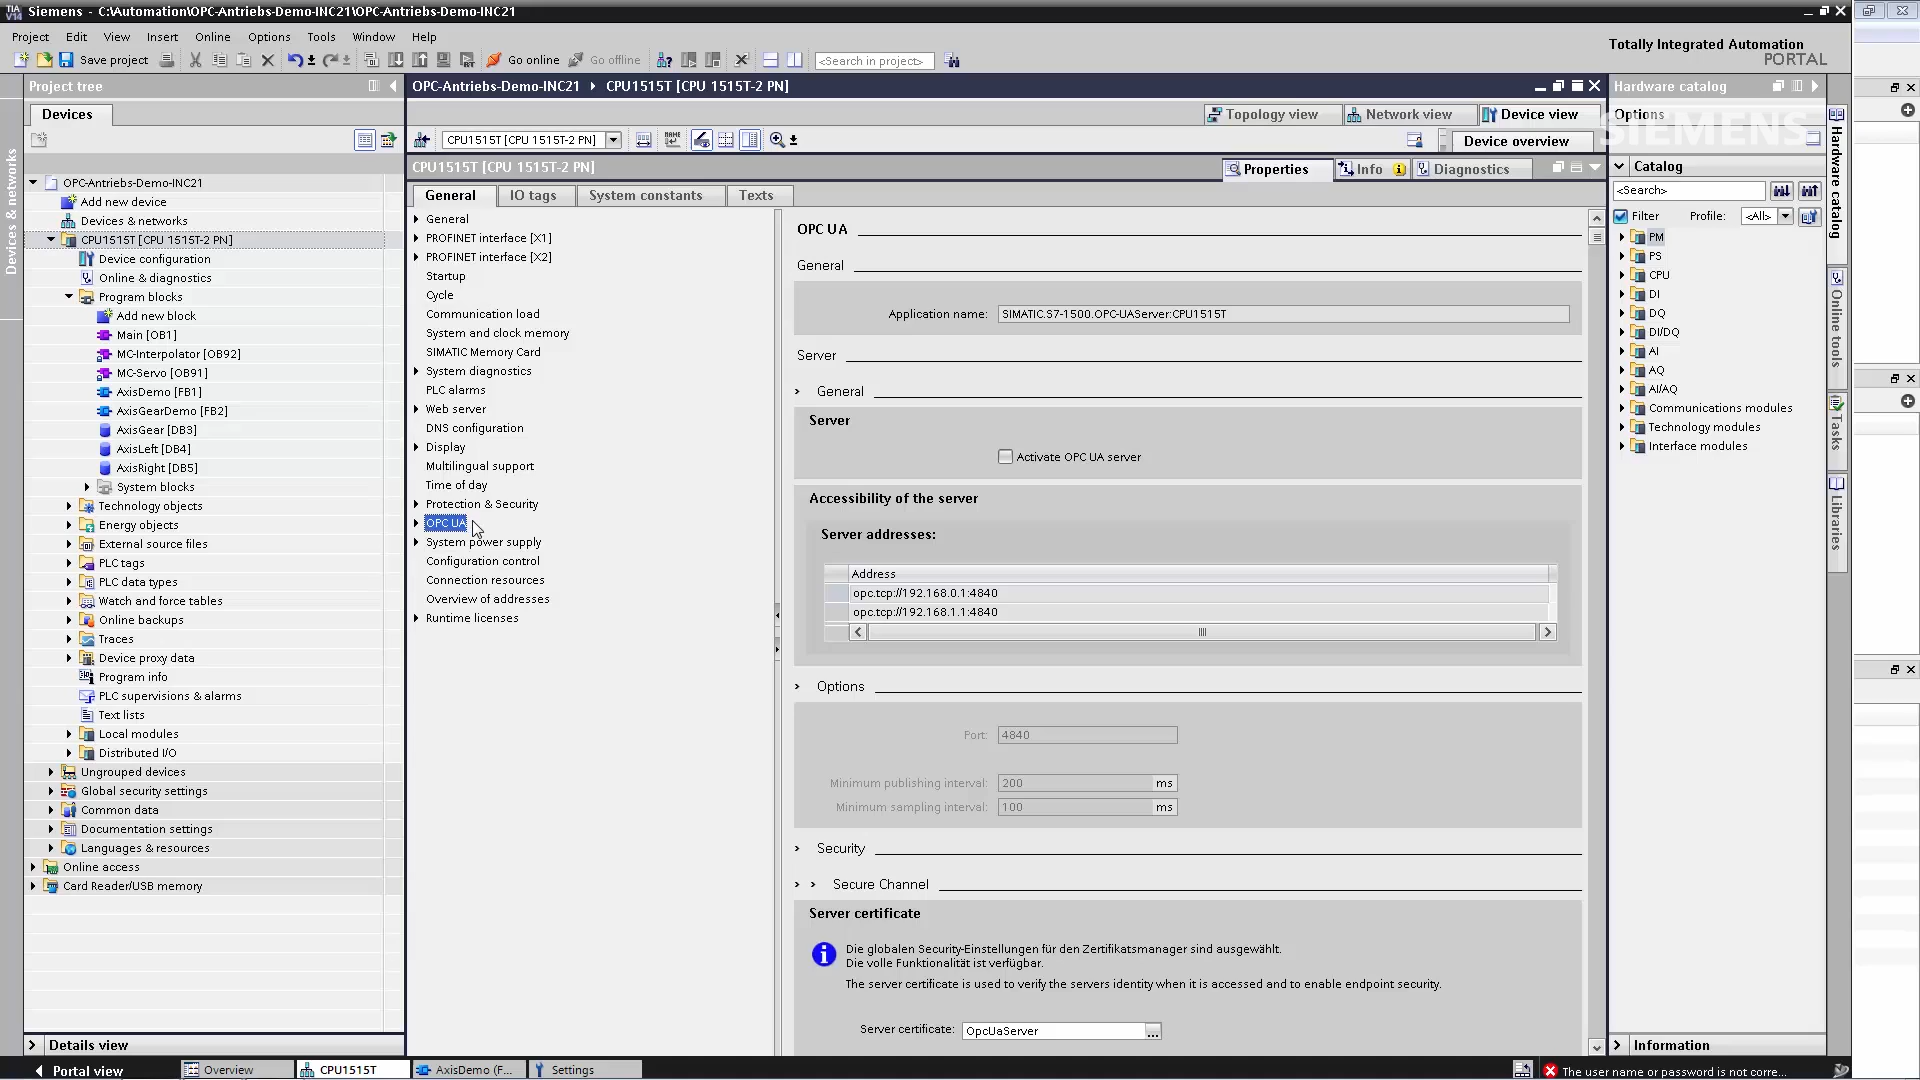 Siemens - C:\Automation\OPC-Antriebs-Demo-INC21\OPC-Antriebs-Demo-INC21
Project Edit View Insert Online Options Tools Window Help
Save project
Go online
Go offline
<Search in project>
Totally Integrated Automation
PORTAL
Project tree
Devices
Devices & networks
OPC-Antriebs-Demo-INC21
Add new device
Devices & networks
CPU1515T [CPU 1515T-2 PN]
Device configuration
Online & diagnostics
Program blocks
Add new block
Main [OB1]
MC-Interpolator [OB92]
MC-Servo [OB91]
AxisDemo [FB1]
AxisGearDemo [FB2]
AxisGear [DB3]
AxisLeft [DB4]
AxisRight [DB5]
System blocks
Technology objects
Energy objects
External source files
PLC tags
PLC data types
Watch and force tables
Online backups
Traces
Device proxy data
Program info
PLC supervisions & alarms
Text lists
Local modules
Distributed I/O
Ungrouped devices
Global security settings
Common data
Documentation settings
Languages & resources
Online access
Card Reader/USB memory
Details view
OPC-Antriebs-Demo-INC21 CPU1515T [CPU 1515T-2 PN]
Topology view Network view Device view
CPU1515T [CPU 1515T-2 PN]
Device overview
CPU1515T [CPU 1515T-2 PN]
Properties Info Diagnostics
General IO tags System constants Texts
General
PROFINET interface [X1]
PROFINET interface [X2]
Startup
Cycle
Communication load
System and clock memory
SIMATIC Memory Card
System diagnostics
PLC alarms
Web server
DNS configuration
Display
Multilingual support
Time of day
Protection & Security
OPC UA
System power supply
Configuration control
Connection resources
Overview of addresses
Runtime licenses
OPC UA
General
Application name: SIMATIC.S7-1500.OPC-UAServer:CPU1515T
Server
General
Server
Activate OPC UA server
Accessibility of the server
Server addresses:
Address
opc.tcp://192.168.0.1:4840
opc.tcp://192.168.1.1:4840
Options
Port: 4840
Minimum publishing interval: 200 ms
Minimum sampling interval: 100 ms
Security
Secure Channel
Server certificate
Die globalen Security-Einstellungen für den Zertifikatsmanager sind ausgewählt.
Die volle Funktionalität ist verfügbar.
The server certificate is used to verify the servers identity when it is accessed and to enable endpoint security.
Server certificate: OpcUaServer ...
Hardware catalog
Options
SIEMENS
Catalog
<Search>
Filter Profile: <All>
PM
PS
CPU
DI
DQ
DI/DQ
AI
AQ
AI/AQ
Communications modules
Technology modules
Interface modules
Information
Hardware catalog
Online tools
Tasks
Libraries
Portal view
Overview
CPU1515T
AxisDemo (F...
Settings
The user name or password is not corre...